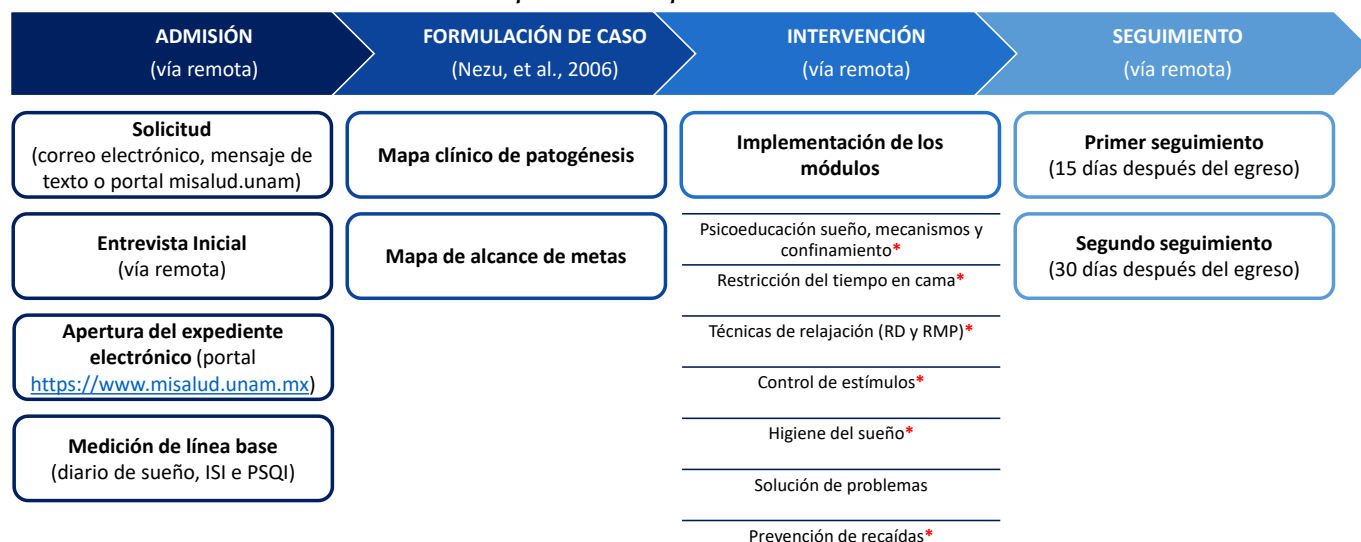 ADMISIÓN
(vía remota)
FORMULACIÓN DE CASO
(Nezu, et al., 2006)
INTERVENCIÓN
(vía remota)
SEGUIMIENTO
(vía remota)
Solicitud
(correo electrónico, mensaje de
texto o portal misalud.unam)
Entrevista Inicial
(vía remota)
Apertura del expediente
electrónico (portal
https://www.misalud.unam.mx)
Medición de línea base
(diario de sueño, ISI e PSQI)
Mapa clínico de patogénesis
Mapa de alcance de metas
Implementación de los
módulos
Psicoeducación sueño, mecanismos y
confinamiento*
Restricción del tiempo en cama*
Técnicas de relajación (RD y RMP)*
Control de estímulos*
Higiene del sueño*
Solución de problemas
Prevención de recaídas*
Primer seguimiento
(15 días después del egreso)
Segundo seguimiento
(30 días después del egreso)